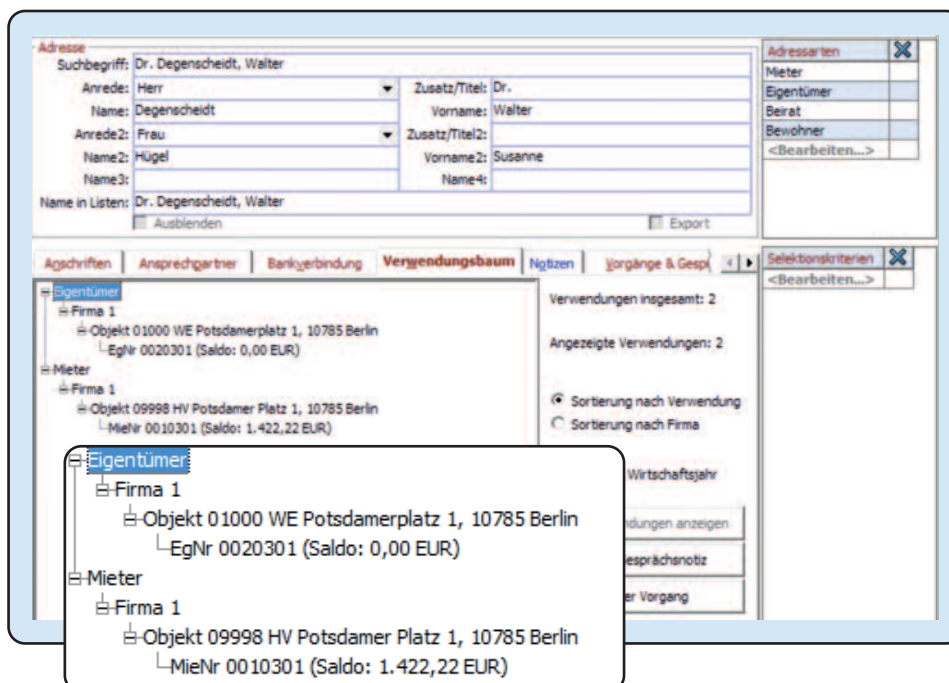 Adresse
Suchbegriff: Dr. Degenscheidt, Walter
Anrede: Herr Zusatz/Titel: Dr.
Name: Degenscheidt Vorname: Walter
Anrede2: Frau Zusatz/Titel2:
Name2: Hügel Vorname2: Susanne
Name3: Name4:
Name in Listen: Dr. Degenscheidt, Walter
Ausblenden Export
Adressarten
Mieter
Eigentümer
Beirat
Bewohner
<Bearbeiten...>
Anschriften Ansprechpartner Bankverbindung Verwendungsbaum Notizen Vorgänge & Gespr
Selektionskriterien
<Bearbeiten...>
Eigentümer
Firma 1
Objekt 01000 WE Potsdamerplatz 1, 10785 Berlin
EgNr 0020301 (Saldo: 0,00 EUR)
Mieter
Firma 1
Objekt 09998 HV Potsdamer Platz 1, 10785 Berlin
MieNr 0010301 (Saldo: 1.422,22 EUR)
Verwendungen insgesamt: 2
Angezeigte Verwendungen: 2
Sortierung nach Verwendung
Sortierung nach Firma
Wirtschaftsjahr
ndungen anzeigen
esprächsnotiz
er Vorgang
Eigentümer
Firma 1
Objekt 01000 WE Potsdamerplatz 1, 10785 Berlin
EgNr 0020301 (Saldo: 0,00 EUR)
Mieter
Firma 1
Objekt 09998 HV Potsdamer Platz 1, 10785 Berlin
MieNr 0010301 (Saldo: 1.422,22 EUR)